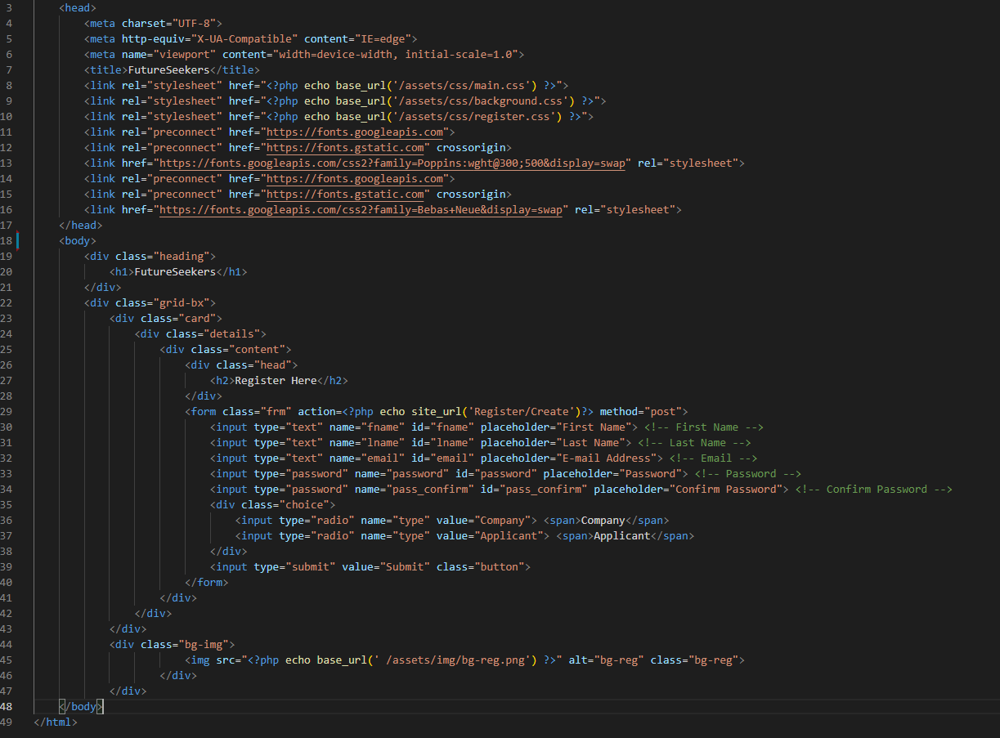 3 <head>
4 <meta charset="UTF-8">
5 <meta http-equiv="X-UA-Compatible" content="IE=edge">
6 <meta name="viewport" content="width=device-width, initial-scale=1.0">
7 <title>FutureSeekers</title>
8 <link rel="stylesheet" href="<?php echo base_url('/assets/css/main.css') ?>">
9 <link rel="stylesheet" href="<?php echo base_url('/assets/css/background.css') ?>">
10 <link rel="stylesheet" href="<?php echo base_url('/assets/css/register.css') ?>">
11 <link rel="preconnect" href="https://fonts.googleapis.com">
12 <link rel="preconnect" href="https://fonts.gstatic.com" crossorigin>
13 <link href="https://fonts.googleapis.com/css2?family=Poppins:wght@300;500&display=swap" rel="stylesheet">
14 <link rel="preconnect" href="https://fonts.googleapis.com">
15 <link rel="preconnect" href="https://fonts.gstatic.com" crossorigin>
16 <link href="https://fonts.googleapis.com/css2?family=Bebas+Neue&display=swap" rel="stylesheet">
17 </head>
18 <body>
19 <div class="heading">
20 <h1>FutureSeekers</h1>
21 </div>
22 <div class="grid-bx">
23 <div class="card">
24 <div class="details">
25 <div class="content">
26 <div class="head">
27 <h2>Register Here</h2>
28 </div>
29 <form class="frm" action=<?php echo site_url('Register/Create')?> method="post">
30 <input type="text" name="fname" id="fname" placeholder="First Name"> <!-- First Name -->
31 <input type="text" name="lname" id="lname" placeholder="Last Name"> <!-- Last Name -->
32 <input type="text" name="email" id="email" placeholder="E-mail Address"> <!-- Email -->
33 <input type="password" name="password" id="password" placeholder="Password"> <!-- Password -->
34 <input type="password" name="pass_confirm" id="pass_confirm" placeholder="Confirm Password"> <!-- Confirm Password -->
35 <div class="choice">
36 <input type="radio" name="type" value="Company"> <span>Company</span>
37 <input type="radio" name="type" value="Applicant"> <span>Applicant</span>
38 </div>
39 <input type="submit" value="Submit" class="button">
40 </form>
41 </div>
42 </div>
43 </div>
44 <div class="bg-img">
45 <img src="<?php echo base_url(' /assets/img/bg-reg.png') ?>" alt="bg-reg" class="bg-reg">
46 </div>
47 </div>
48 </body>
49 </html>